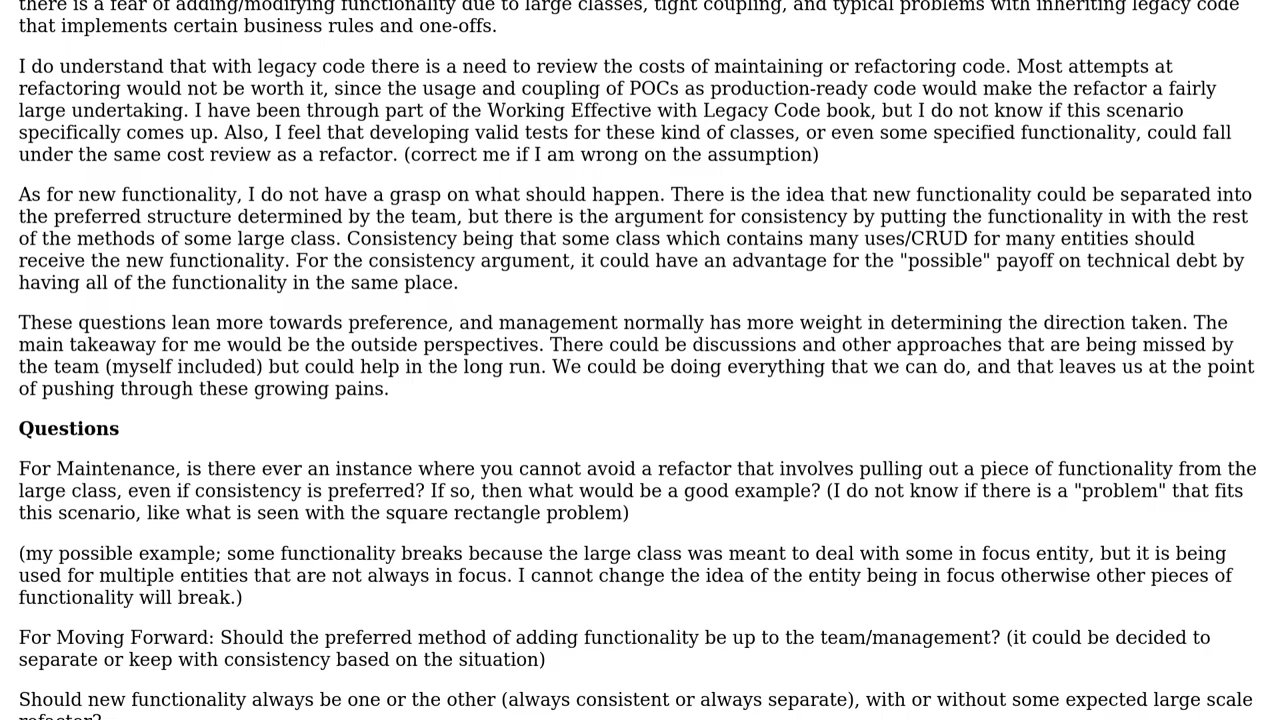 there is a fear of adding/modifying functionality due to large classes, tight coupling, and typical problems with inheriting legacy code
that implements certain business rules and one-offs.
I do understand that with legacy code there is a need to review the costs of maintaining or refactoring code. Most attempts at
refactoring would not be worth it, since the usage and coupling of POCs as production-ready code would make the refactor a fairly
large undertaking. I have been through part of the Working Effective with Legacy Code book, but I do not know if this scenario
specifically comes up. Also, I feel that developing valid tests for these kind of classes, or even some specified functionality, could fall
under the same cost review as a refactor. (correct me if I am wrong on the assumption)
As for new functionality, I do not have a grasp on what should happen. There is the idea that new functionality could be separated into
the preferred structure determined by the team, but there is the argument for consistency by putting the functionality in with the rest
of the methods of some large class. Consistency being that some class which contains many uses/CRUD for many entities should
receive the new functionality. For the consistency argument, it could have an advantage for the "possible" payoff on technical debt by
having all of the functionality in the same place.
These questions lean more towards preference, and management normally has more weight in determining the direction taken. The
main takeaway for me would be the outside perspectives. There could be discussions and other approaches that are being missed by
the team (myself included) but could help in the long run. We could be doing everything that we can do, and that leaves us at the point
of pushing through these growing pains.
Questions
For Maintenance, is there ever an instance where you cannot avoid a refactor that involves pulling out a piece of functionality from the
large class, even if consistency is preferred? If so, then what would be a good example? (I do not know if there is a "problem" that fits
this scenario, like what is seen with the square rectangle problem)
(my possible example; some functionality breaks because the large class was meant to deal with some in focus entity, but it is being
used for multiple entities that are not always in focus. I cannot change the idea of the entity being in focus otherwise other pieces of
functionality will break.)
For Moving Forward: Should the preferred method of adding functionality be up to the team/management? (it could be decided to
separate or keep with consistency based on the situation)
Should new functionality always be one or the other (always consistent or always separate), with or without some expected large scale
refactor?